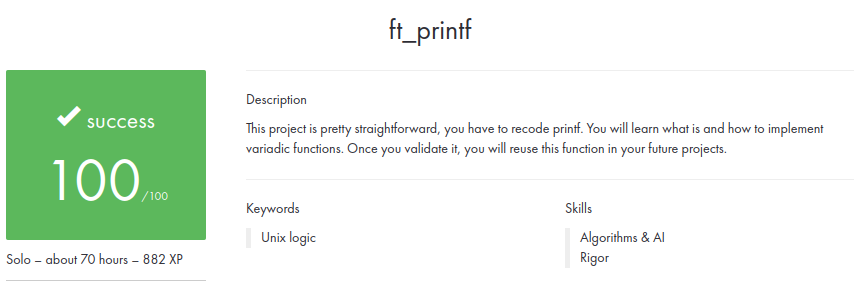 ft_printf
success
100/100
Solo – about 70 hours – 882 XP
Description
This project is pretty straightforward, you have to recode printf. You will learn what is and how to implement
variadic functions. Once you validate it, you will reuse this function in your future projects.
Keywords
Unix logic
Skills
Algorithms & AI
Rigor